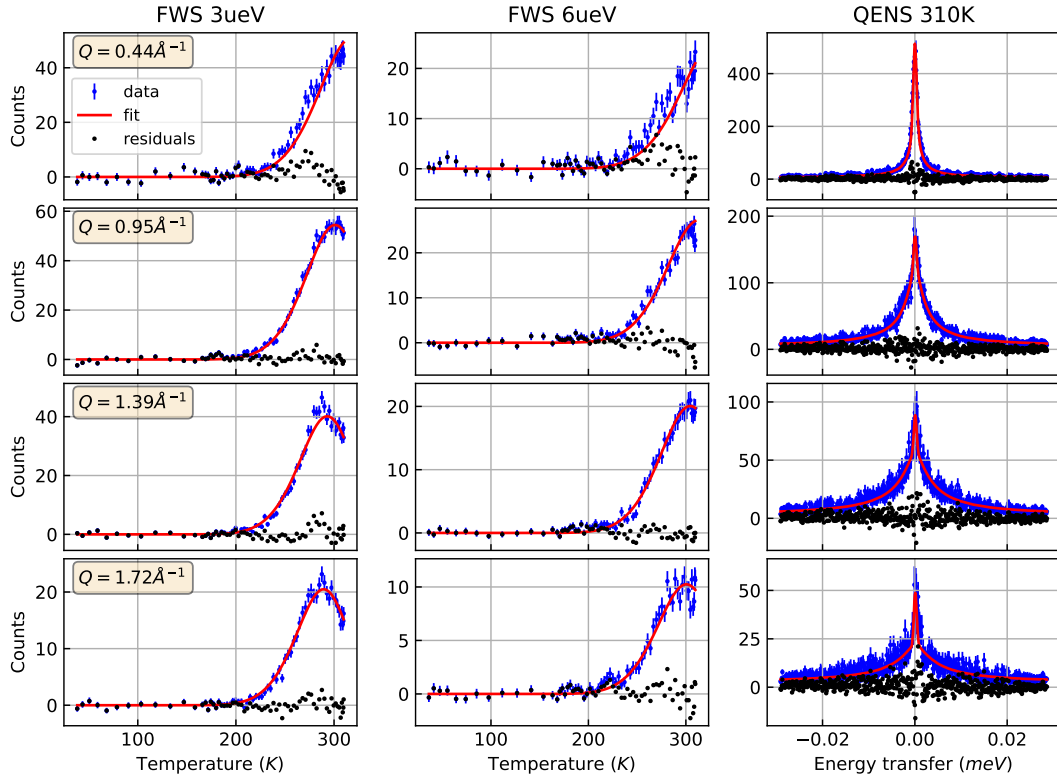 FWS 3ueV
FWS 6ueV
QENS 310K
Q = 0.44Å⁻¹
data
fit
residuals
Counts
40
20
0
20
10
0
400
200
0
Q = 0.95Å⁻¹
Counts
60
40
20
0
20
10
0
200
100
0
Q = 1.39Å⁻¹
Counts
40
20
0
20
10
0
100
50
0
Q = 1.72Å⁻¹
Counts
20
10
0
10
5
0
50
25
0
100 200 300
100 200 300
−0.02 0.00 0.02
Temperature (K)
Temperature (K)
Energy transfer (meV)